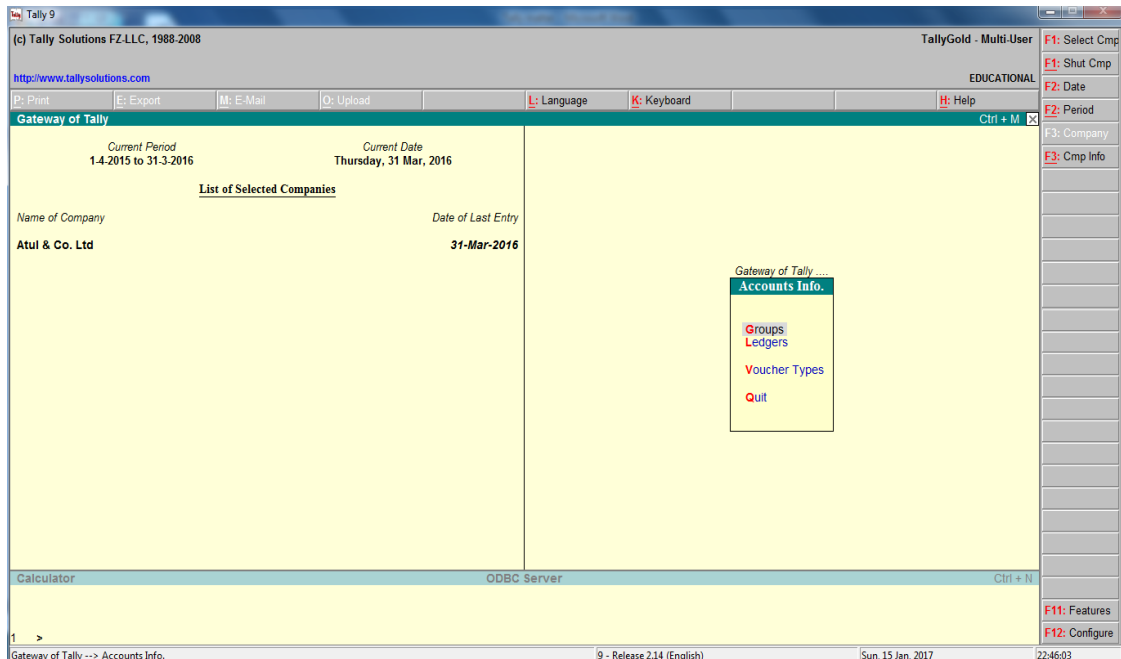 Tally 9
(c) Tally Solutions FZ-LLC, 1988-2008
TallyGold - Multi-User
http://www.tallysolutions.com
EDUCATIONAL
P: Print E: Export M: E-Mail O: Upload L: Language K: Keyboard H: Help
Gateway of Tally Ctrl + M
Current Period Current Date
1-4-2015 to 31-3-2016 Thursday, 31 Mar, 2016
List of Selected Companies
Name of Company Date of Last Entry
Atul & Co. Ltd 31-Mar-2016
Gateway of Tally ....
Accounts Info.
Groups
Ledgers
Voucher Types
Quit
F1: Select Cmp
F1: Shut Cmp
F2: Date
F2: Period
F3: Company
F3: Cmp Info
F11: Features
F12: Configure
Calculator ODBC Server Ctrl + N
1 >
Gateway of Tally --> Accounts Info. 9 - Release 2.14 (English) Sun, 15 Jan, 2017 22:46:03